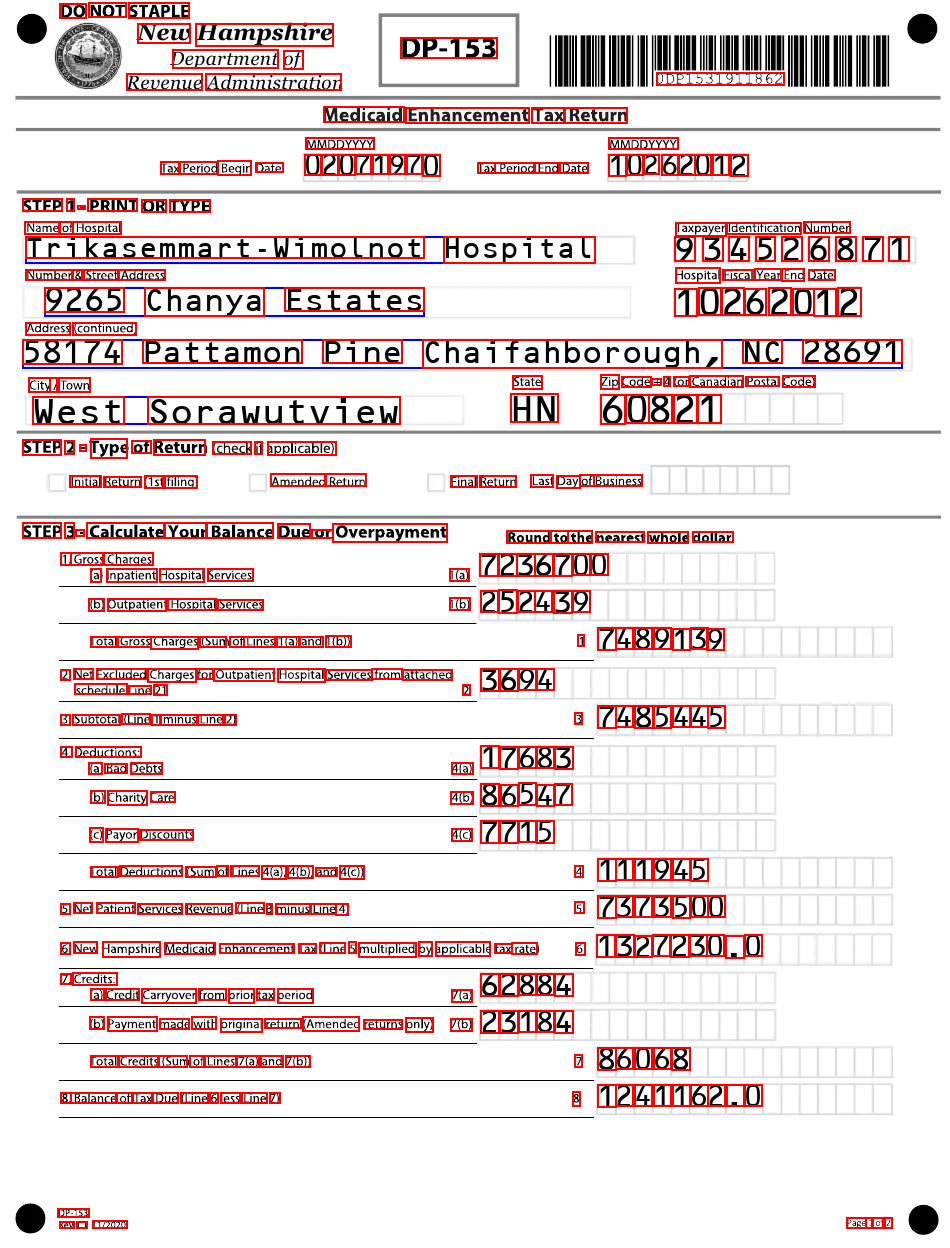 DO NOT STAPLE
New Hampshire
Department of
Revenue Administration
DP-153
0DP1531911862
Medicaid Enhancement Tax Return
MMDDYYYY MMDDYYYY
Tax Period Begin Date 02071970 Tax Period End Date 10262012
STEP 1 - PRINT OR TYPE
Name of Hospital Taxpayer Identification Number
Trikasemmart-Wimolnot Hospital 934526871
Number & Street Address Hospital Fiscal Year End Date
9265 Chanya Estates 10262012
Address (continued)
58174 Pattamon Pine Chaifahborough, NC 28691
City / Town State Zip Code + 4 (or Canadian Postal Code)
West Sorawutview HN 60821
STEP 2 - Type of Return (check if applicable)
Initial Return (1st filing Amended Return Final Return Last Day of Business
STEP 3 - Calculate Your Balance Due or Overpayment
Round to the nearest whole dollar
1. Gross Charges
a) Inpatient Hospital Services 1(a) 7236700
(b) Outpatient Hospital Services 1(b) 252439
Total Gross Charges (Sum of Lines 1(a) and 1(b)) 1 7489139
2. Net Excluded Charges for Outpatient Hospital Services from attached
schedule Line 21 2 3694
3. Subtotal (Line 1 minus Line 2) 3 7485445
4. Deductions:
(a) Bad Debts 4(a) 17683
(b) Charity Care 4(b) 86547
(c) Payor Discounts 4(c) 7715
Total Deductions (Sum of Lines 4(a), 4(b), and 4(c)) 4 111945
5. Net Patient Services Revenue (Line 3 minus Line 4) 5 7373500
6. New Hampshire Medicaid Enhancement Tax (Line 5 multiplied by applicable tax rate) 6 1327230.0
7. Credits:
a) Credit Carryover from prior tax period 7(a) 62884
(b) Payment made with original return (Amended returns only) 7(b) 23184
Total Credits (Sum of Lines 7(a) and 7(b)) 7 86068
8. Balance of Tax Due (Line 6 less Line 7) 8 1241162.0
DP-153
Rev 11/2020
Page 1 of 2